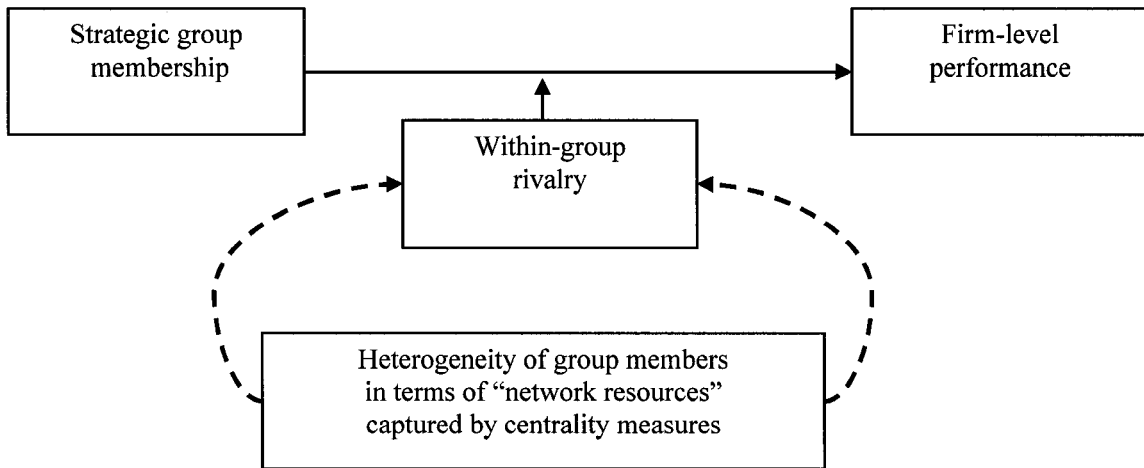 Strategic group
membership
Firm-level
performance
Within-group
rivalry
Heterogeneity of group members
in terms of “network resources”
captured by centrality measures